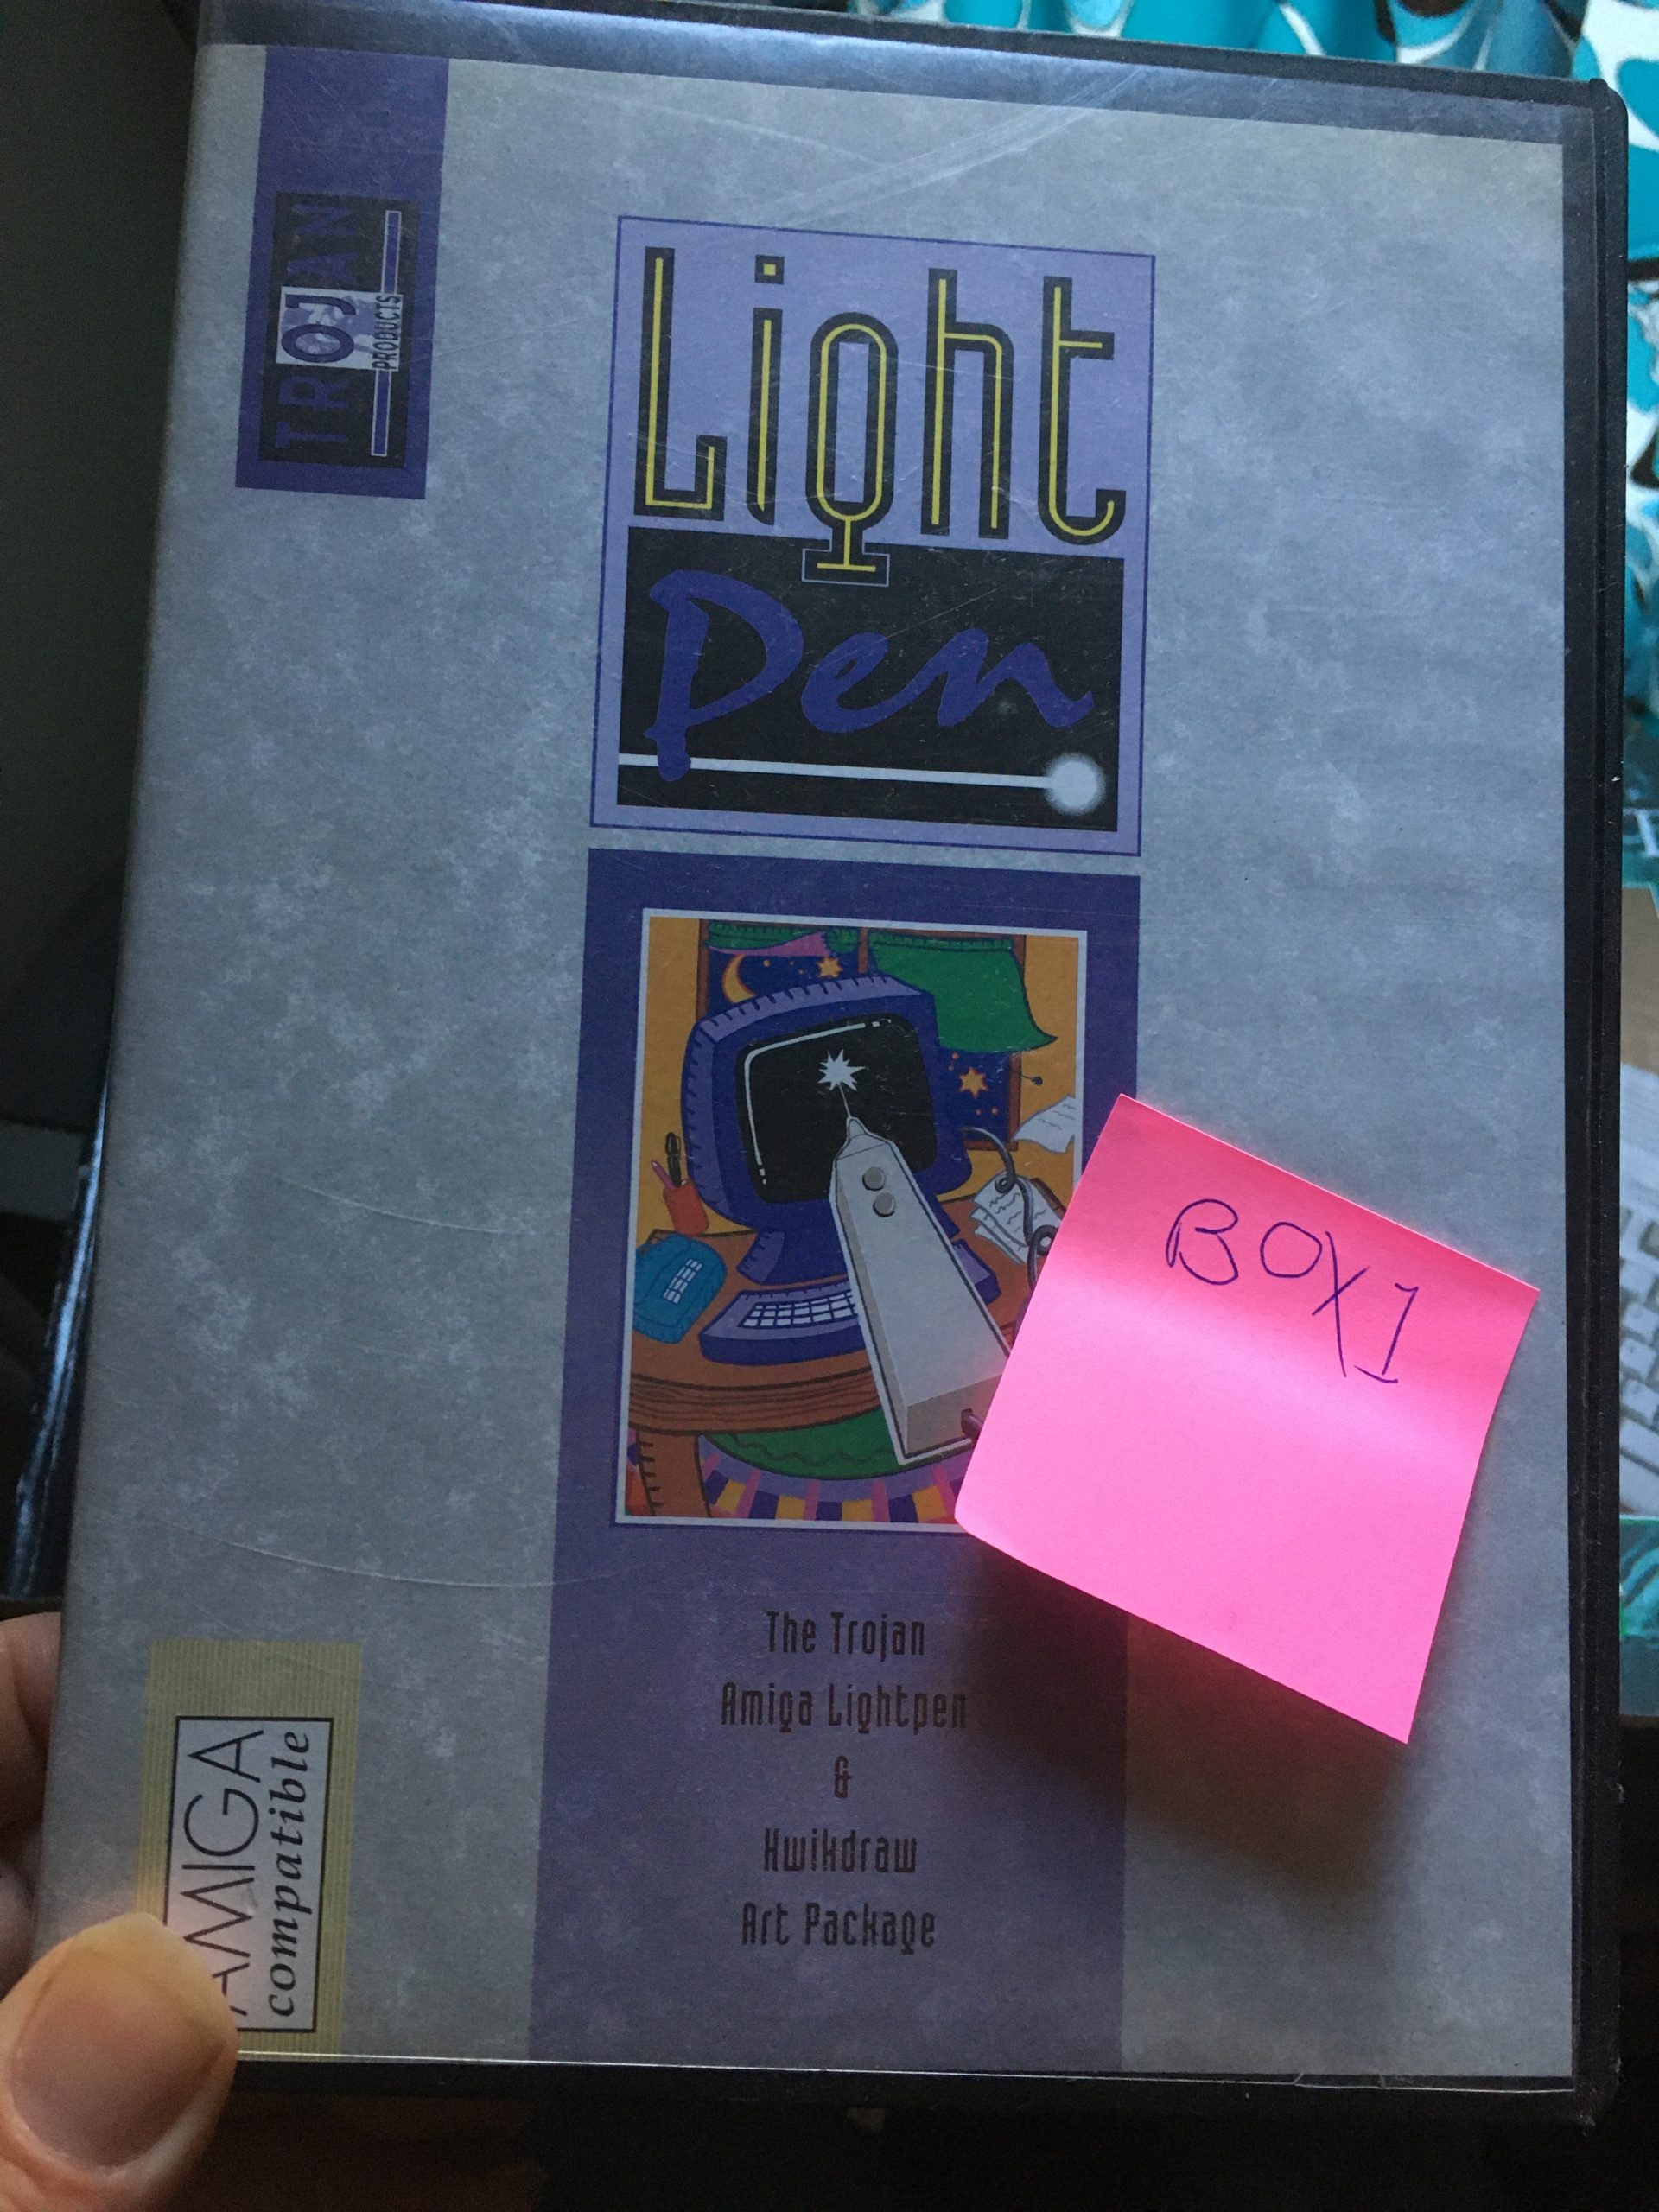 TROJAN
PRODUCTS
Light
Pen
BOX 1
The Trojan
Amiga Lightpen
&
Kwikdraw
Art Package
AMIGA
compatible